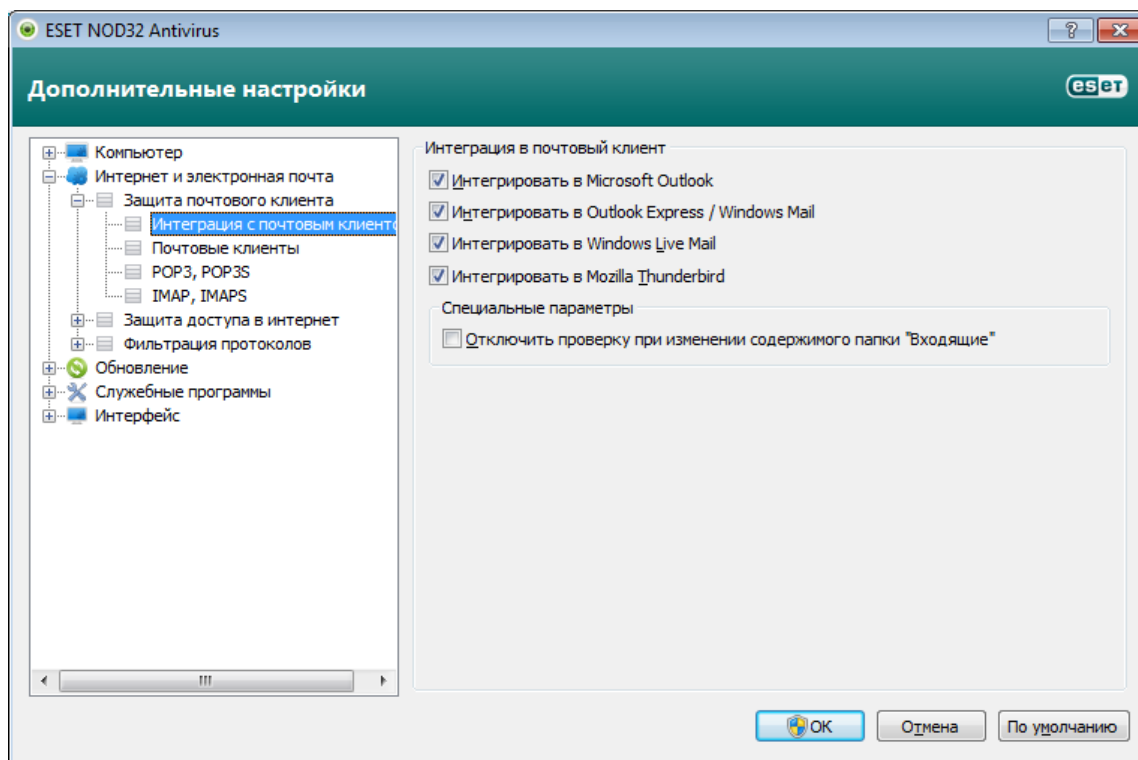 ESET NOD32 Antivirus
Дополнительные настройки
eset
Компьютер
Интернет и электронная почта
Защита почтового клиента
Интеграция с почтовым клиенто
Почтовые клиенты
POP3, POP3S
IMAP, IMAPS
Защита доступа в интернет
Фильтрация протоколов
Обновление
Служебные программы
Интерфейс
Интеграция в почтовый клиент
Интегрировать в Microsoft Outlook
Интегрировать в Outlook Express / Windows Mail
Интегрировать в Windows Live Mail
Интегрировать в Mozilla Thunderbird
Специальные параметры
Отключить проверку при изменении содержимого папки "Входящие"
OK
Отмена
По умолчанию